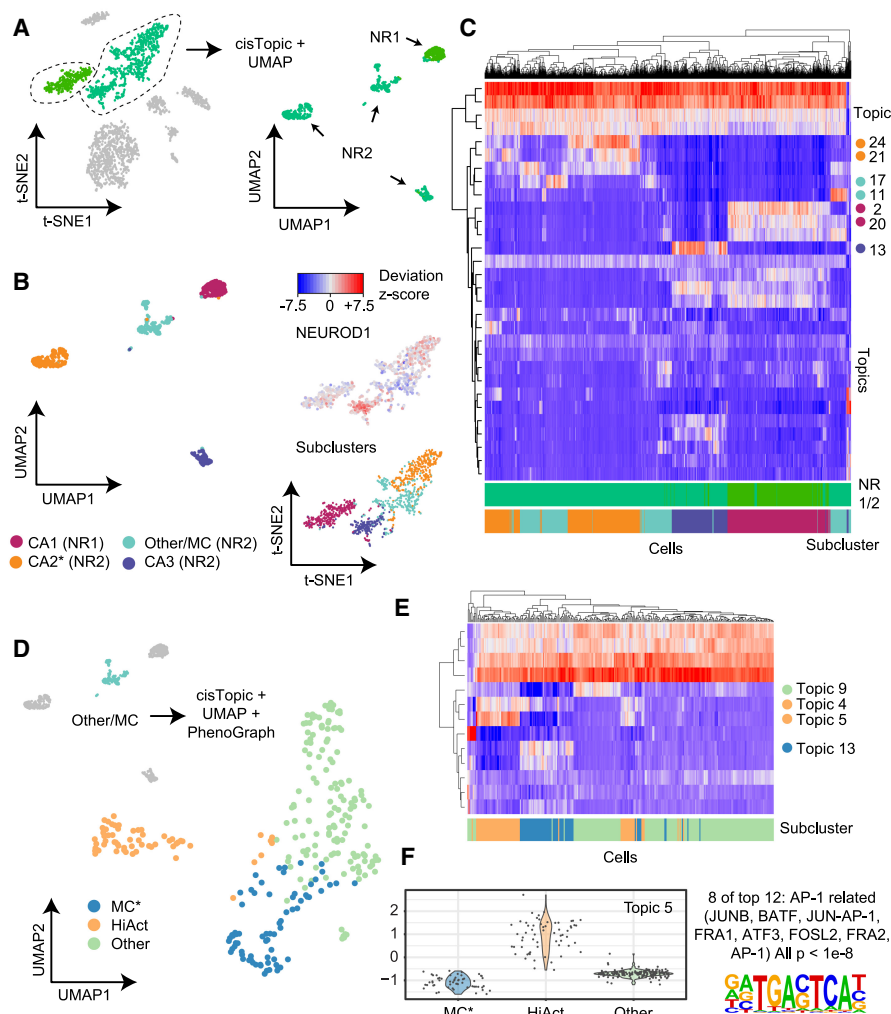 A
cisTopic +
UMAP
t-SNE2
t-SNE1
NR1
NR2
UMAP2
UMAP1
B
Deviation
z-score
-7.5 0 +7.5
NEUROD1
Subclusters
UMAP2
UMAP1
t-SNE2
t-SNE1
CA1 (NR1)
Other/MC (NR2)
CA2* (NR2)
CA3 (NR2)
C
Topic
24
21
17
11
2
20
13
Topics
NR
1/2
Cells
Subcluster
D
Other/MC
cisTopic +
UMAP +
PhenoGraph
MC*
HiAct
Other
UMAP2
UMAP1
E
Topic 9
Topic 4
Topic 5
Topic 13
Subcluster
Cells
F
Topic 5
2
1
0
−1
MC*
HiAct
Other
8 of top 12: AP-1 related
(JUNB, BATF, JUN-AP-1,
FRA1, ATF3, FOSL2, FRA2,
AP-1) All p < 1e-8